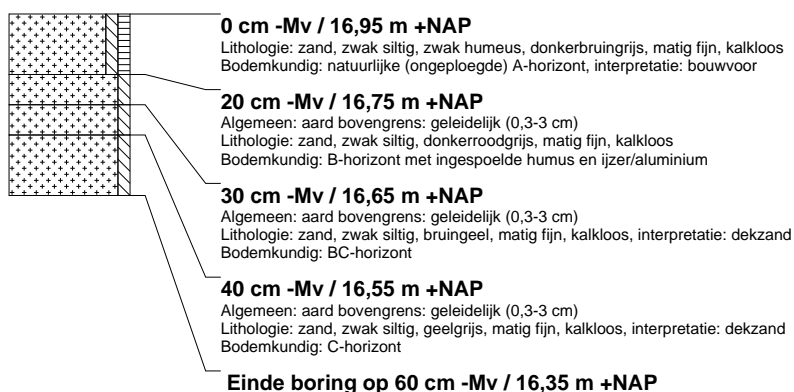 0 cm -Mv / 16,95 m +NAP
Lithologie: zand, zwak siltig, zwak humeus, donkerbruingrijs, matig fijn, kalkloos
Bodemkundig: natuurlijke (ongeploegde) A-horizont, interpretatie: bouwvoor
20 cm -Mv / 16,75 m +NAP
Algemeen: aard bovengrens: geleidelijk (0,3-3 cm)
Lithologie: zand, zwak siltig, donkerroodgrijs, matig fijn, kalkloos
Bodemkundig: B-horizont met ingespoelde humus en ijzer/aluminium
30 cm -Mv / 16,65 m +NAP
Algemeen: aard bovengrens: geleidelijk (0,3-3 cm)
Lithologie: zand, zwak siltig, bruingeel, matig fijn, kalkloos, interpretatie: dekzand
Bodemkundig: BC-horizont
40 cm -Mv / 16,55 m +NAP
Algemeen: aard bovengrens: geleidelijk (0,3-3 cm)
Lithologie: zand, zwak siltig, geelgrijs, matig fijn, kalkloos, interpretatie: dekzand
Bodemkundig: C-horizont
Einde boring op 60 cm -Mv / 16,35 m +NAP